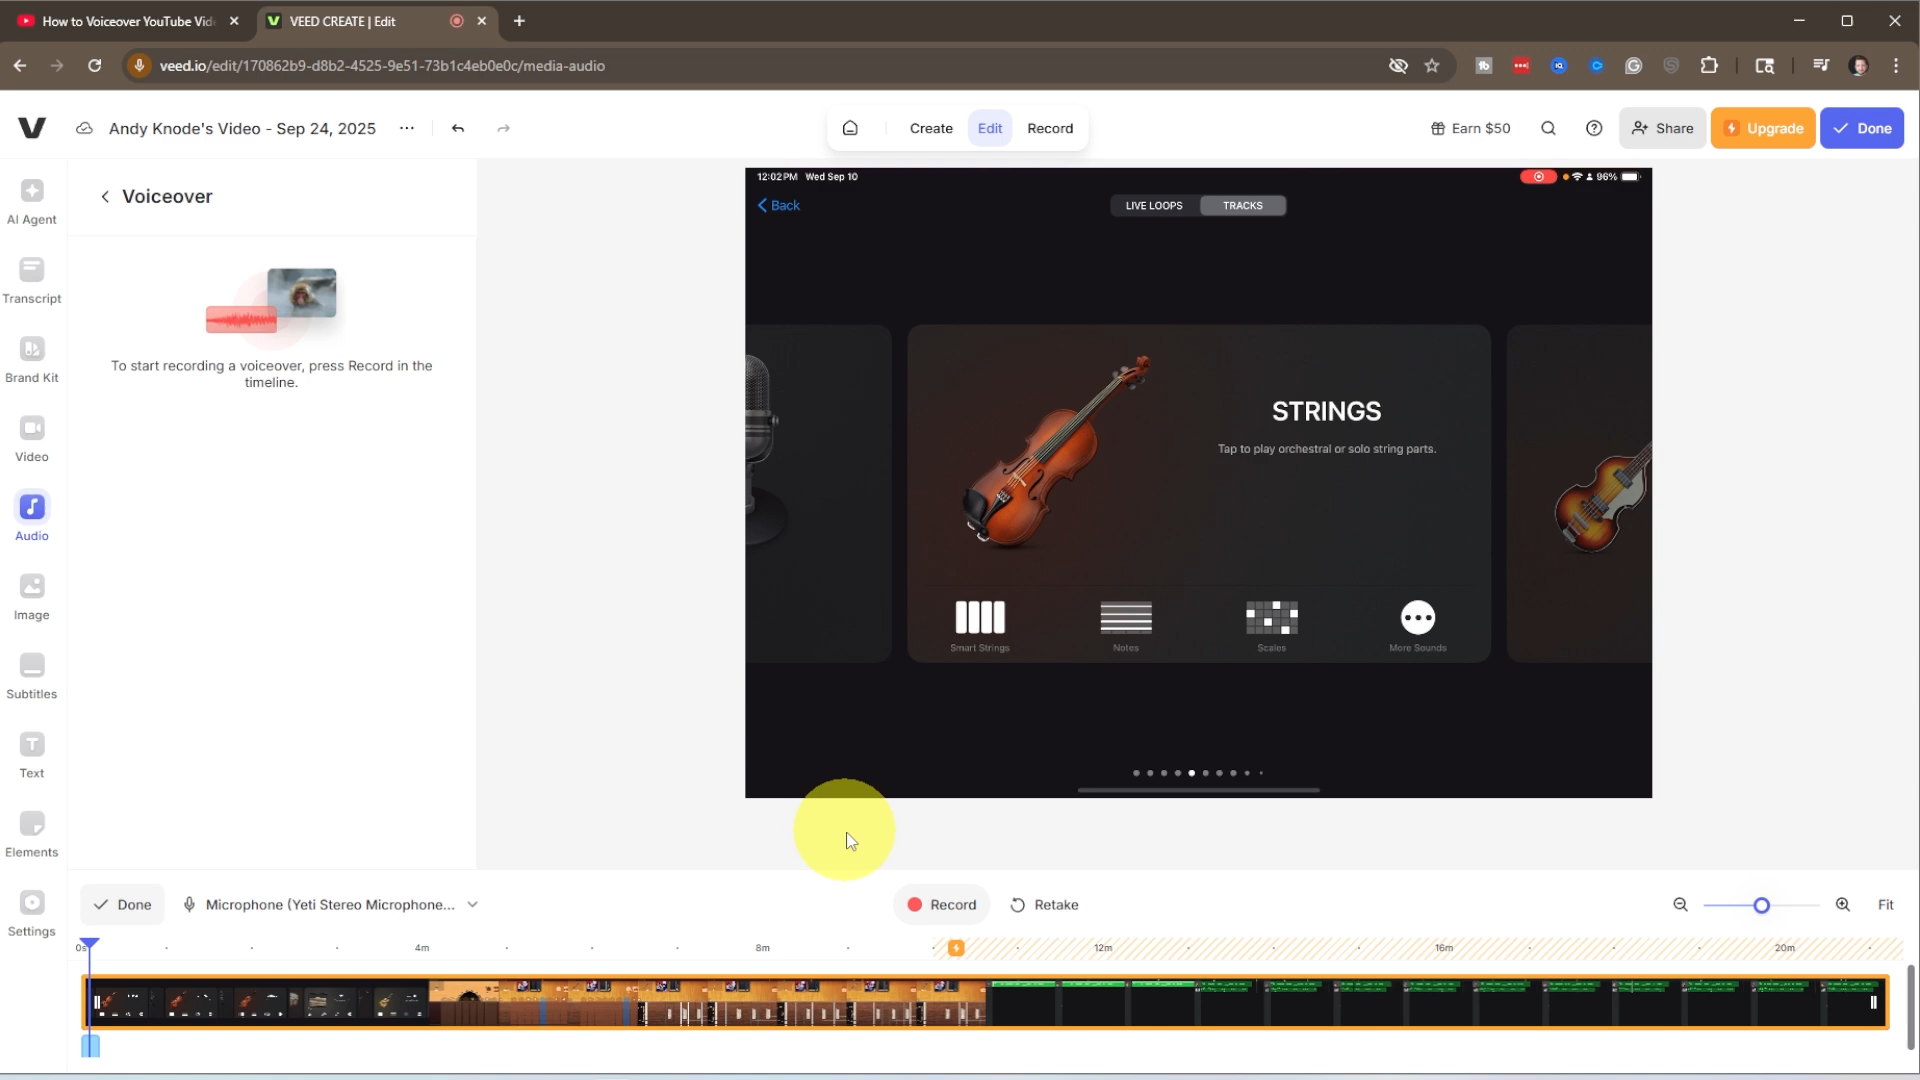 How to Voiceover YouTube Vid
VEED CREATE | Edit
veed.io/edit/170862b9-d8b2-4525-9e51-73b1c4eb0e0c/media-audio
Andy Knode's Video - Sep 24, 2025
Create
Edit
Record
Earn $50
Share
Upgrade
Done
AI Agent
Transcript
Brand Kit
Video
Audio
Image
Subtitles
Text
Elements
Settings
Voiceover
To start recording a voiceover, press Record in the
timeline.
12:02PM Wed Sep 10
96%
Back
LIVE LOOPS
TRACKS
STRINGS
Tap to play orchestral or solo string parts.
Smart Strings
Notes
Scales
More Sounds
Done
Microphone (Yeti Stereo Microphone...
Record
Retake
Fit
0s
4m
8m
12m
16m
20m